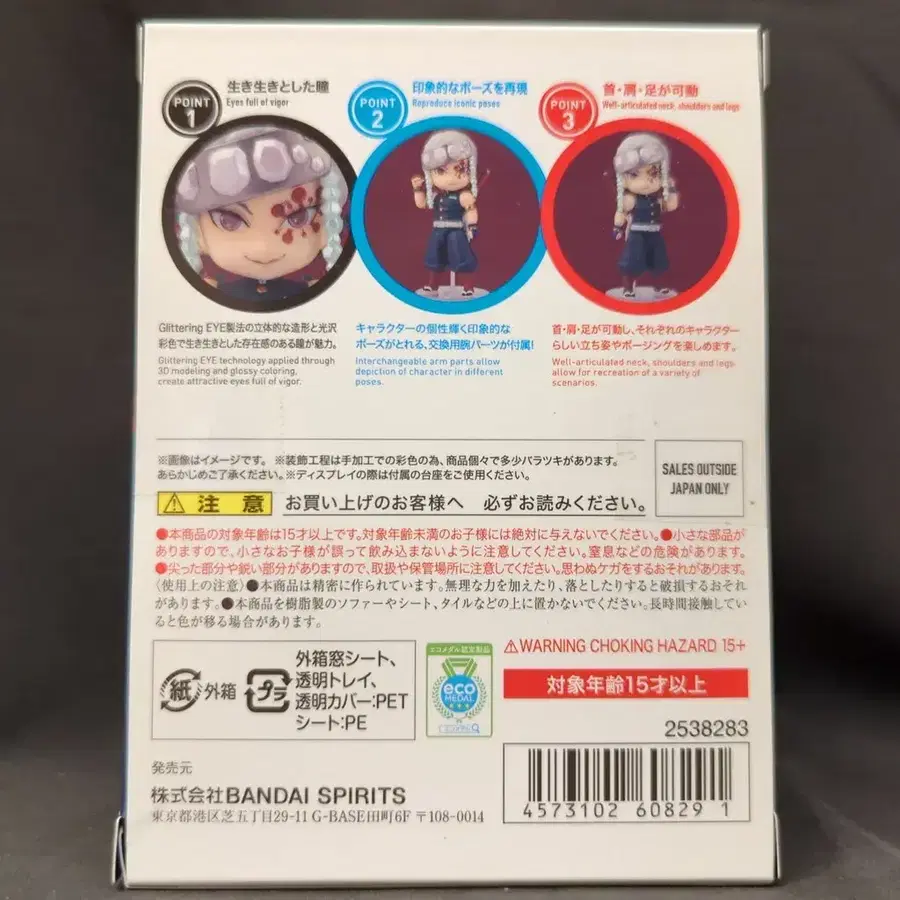 POINT 1
生き生きとした瞳
Eyes full of vigor
POINT 2
印象的なポーズを再現
Reproduce iconic poses
POINT 3
首・肩・足が可動
Well-articulated neck, shoulders and legs
Glittering EYE製法の立体的な造形と光沢
彩色で生き生きとした存在感のある瞳が魅力。
Glittering EYE technology applied through
3D modeling and glossy coloring,
create attractive eyes full of vigor.
キャラクターの個性輝く印象的な
ポーズがとれる、交換用腕パーツが付属!
Interchangeable arm parts allow
depiction of character in different
poses.
首・肩・足が可動し、それぞれのキャラクター
らしい立ち姿やポージングを楽しめます。
Well-articulated neck, shoulders and legs
allow for recreation of a variety of
scenarios.
※画像はイメージです。 ※装飾工程は手加工での彩色の為、商品個々で多少バラツキがあります。
あらかじめご了承ください。※ディスプレイの際は付属の台座をご使用ください。
SALES OUTSIDE
JAPAN ONLY
注意 お買い上げのお客様へ 必ずお読みください。
●本商品の対象年齢は15才以上です。対象年齢未満のお子様には絶対に与えないでください。●小さな部品が
ありますので、小さなお子様が誤って飲み込まないように注意してください。窒息などの危険があります。
●尖った部分や鋭い部分がありますので、取扱や保管場所に注意してください。思わぬケガをするおそれがあります。
〈使用上の注意〉●本商品は精密に作られています。無理な力を加えたり、落としたりすると破損するおそれ
があります。●本商品を樹脂製のソファーやシート、タイルなどの上に置かないでください。長時間接触してい
ると色が移る場合があります。
紙 外箱
プラ
外箱窓シート、
透明トレイ、
透明カバー:PET
シート:PE
エコメダル認定製品
eco
MEDAL
エコメダル
⚠WARNING CHOKING HAZARD 15+
対象年齢15才以上
2538283
4573102 608291
発売元
株式会社BANDAI SPIRITS
東京都港区芝五丁目29-11 G-BASE田町6F 〒108-0014